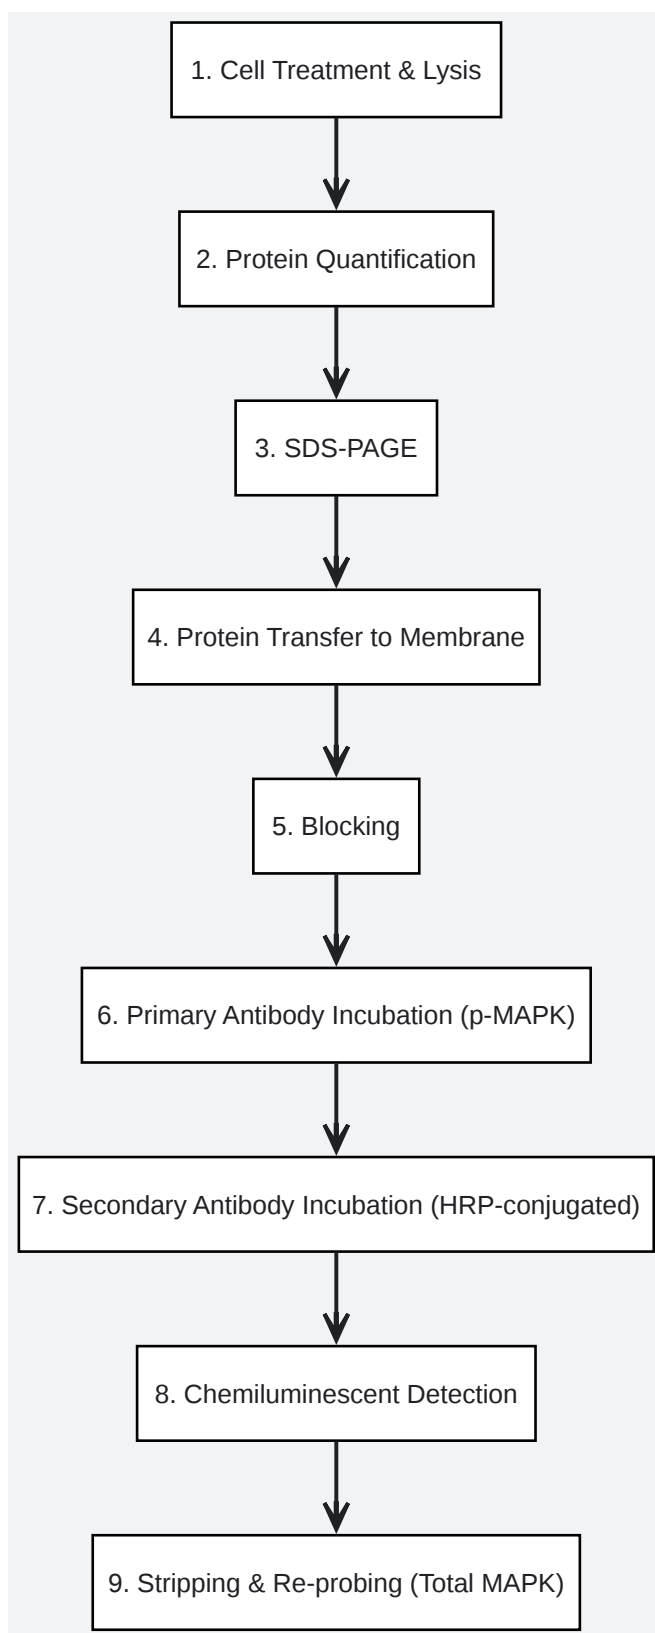 1. Cell Treatment & Lysis
2. Protein Quantification
3. SDS-PAGE
4. Protein Transfer to Membrane
5. Blocking
6. Primary Antibody Incubation (p-MAPK)
7. Secondary Antibody Incubation (HRP-conjugated)
8. Chemiluminescent Detection
9. Stripping & Re-probing (Total MAPK)